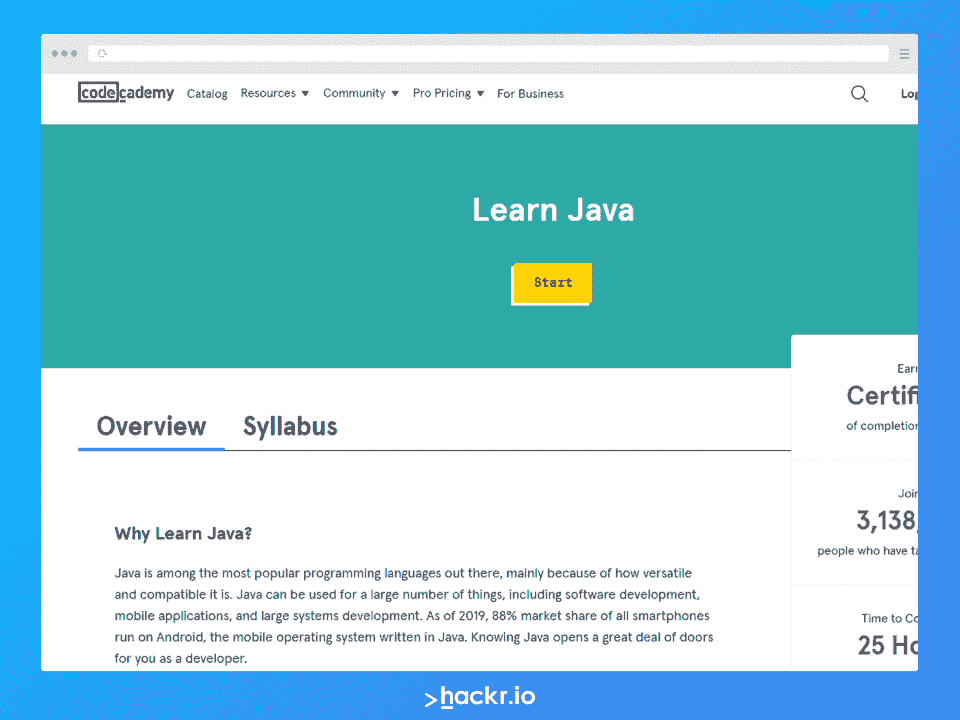 codecademy Catalog Resources Community Pro Pricing For Business
Learn Java
Start
Overview Syllabus
Earn
Certifi
of completion
Join
3,138,
people who have ta
Time to Co
25 Ho
Why Learn Java?
Java is among the most popular programming languages out there, mainly because of how versatile
and compatible it is. Java can be used for a large number of things, including software development,
mobile applications, and large systems development. As of 2019, 88% market share of all smartphones
run on Android, the mobile operating system written in Java. Knowing Java opens a great deal of doors
for you as a developer.
>hackr.io